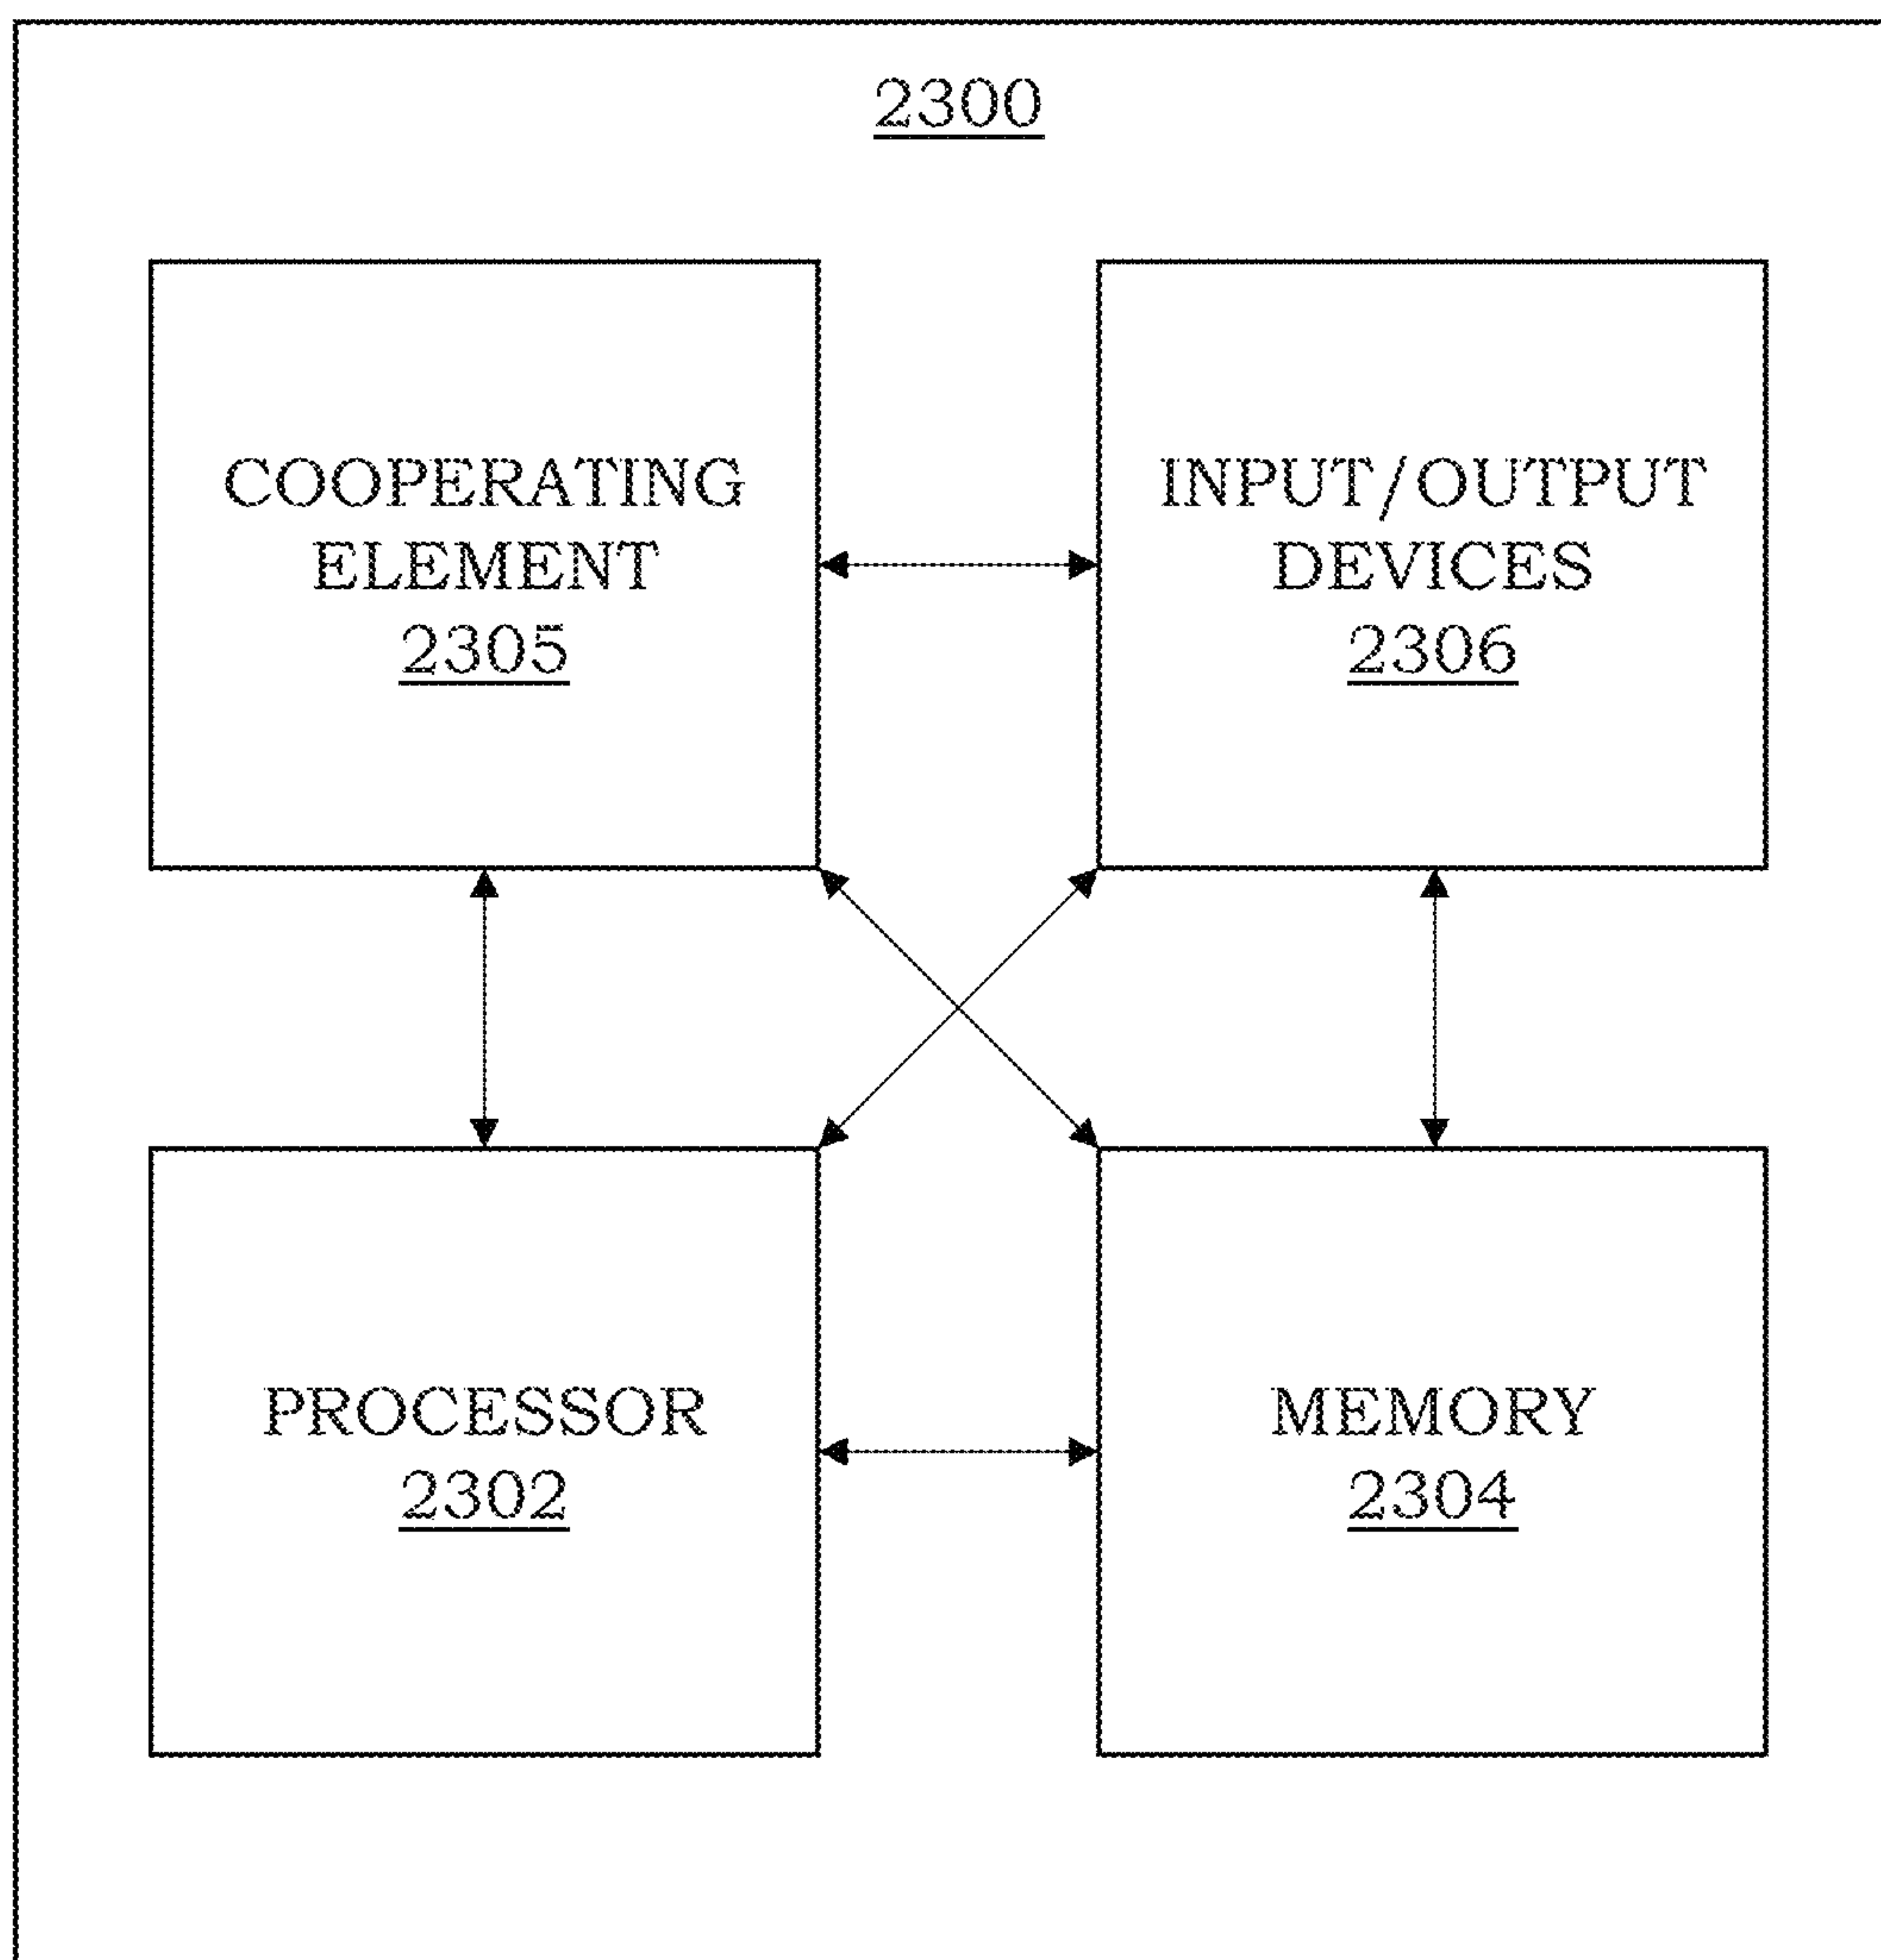 2300
COOPERATING
ELEMENT
2305
INPUT/OUTPUT
DEVICES
2306
PROCESSOR
2302
MEMORY
2304